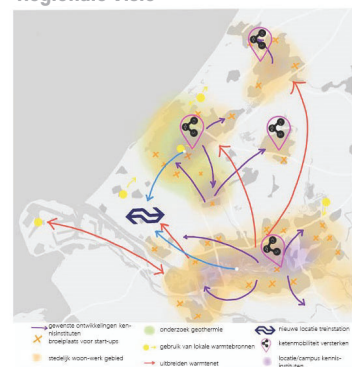 Regionale visie
gewenste ontwikkelingen ken-
nisinstituten
broeiplaats voor start-ups
stedelijk woon-werk gebied
onderzoek geothermie
gebruik van lokale warmtebronnen
uitbreiden warmtenet
nieuwe locatie treinstation
ketenmobiliteit versterken
locatie/campus kennis-
instituten